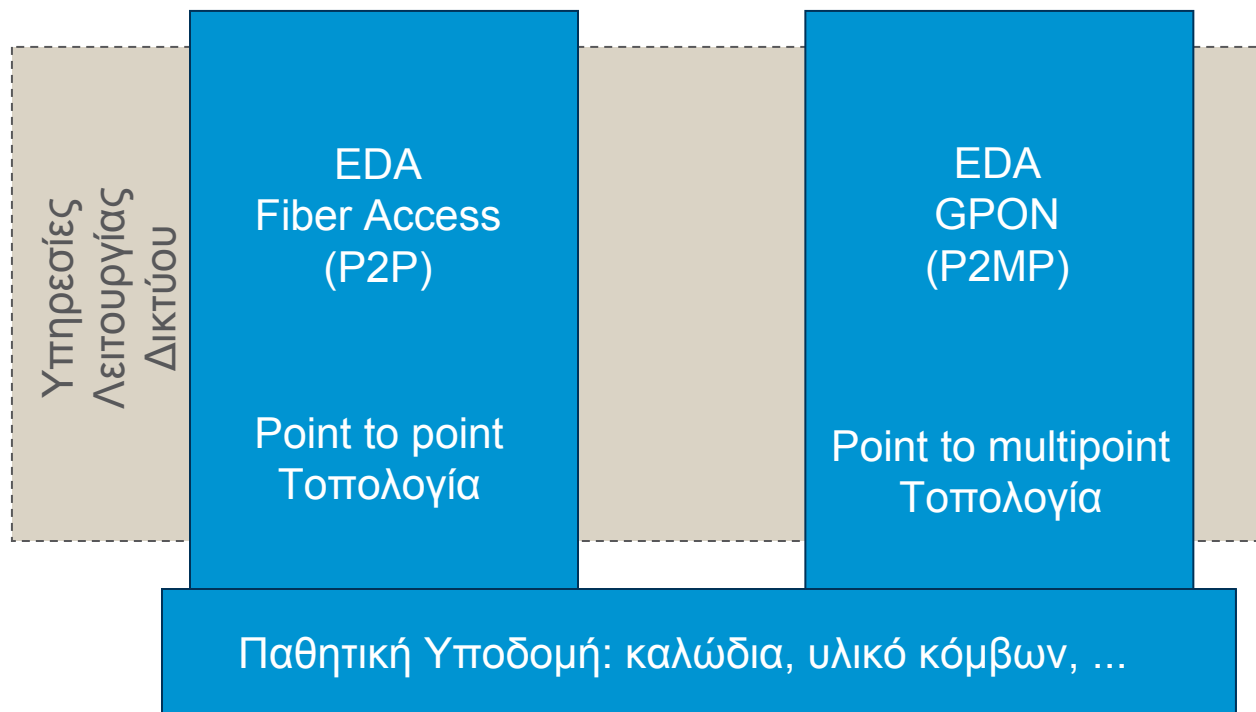 Υπηρεσίες
Λειτουργίας
Δικτύου
EDA
Fiber Access
(P2P)
Point to point
Τοπολογία
EDA
GPON
(P2MP)
Point to multipoint
Τοπολογία
Παθητική Υποδομή: καλώδια, υλικό κόμβων, ...